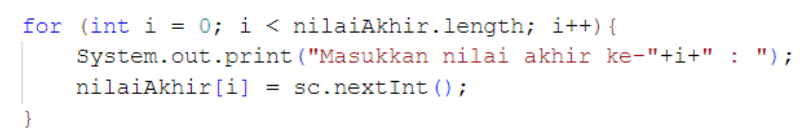 for (int i = 0; i < nilaiAkhir.length; i++){
    System.out.print("Masukkan nilai akhir ke-"+i+" : ");
    nilaiAkhir[i] = sc.nextInt();
}